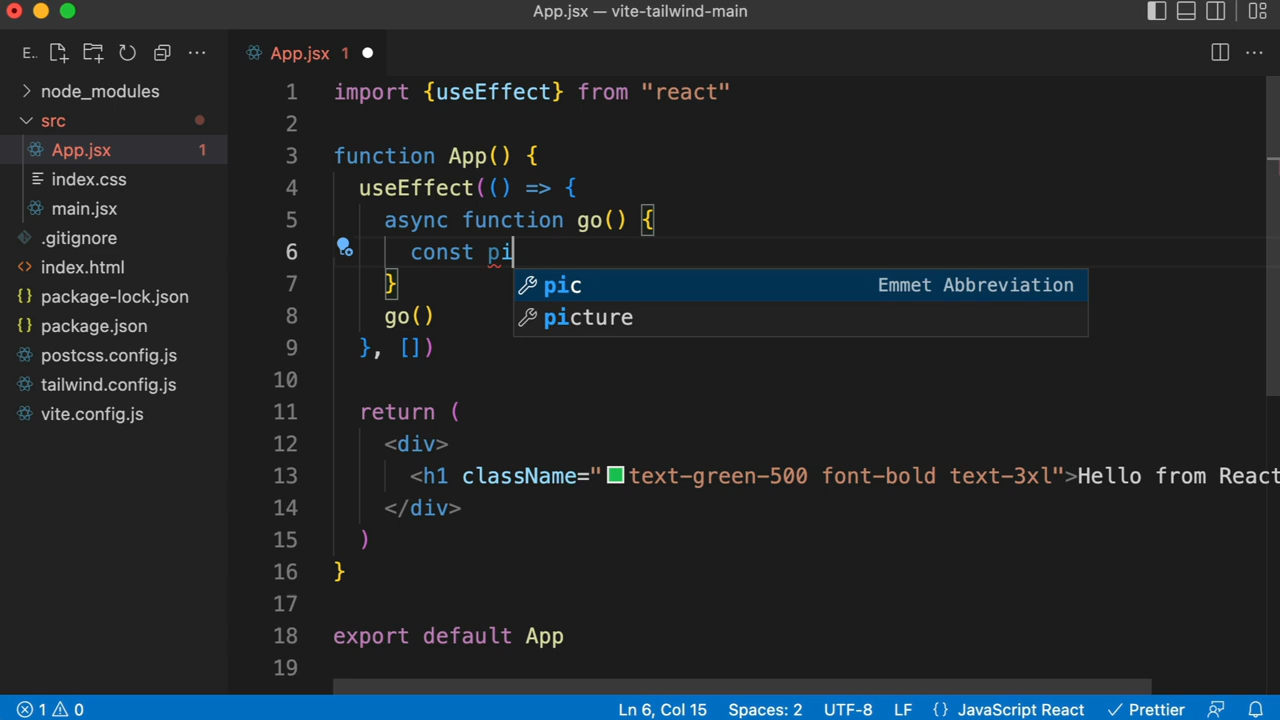 App.jsx — vite-tailwind-main
E..
App.jsx 1
node_modules
src
App.jsx 1
index.css
main.jsx
.gitignore
index.html
package-lock.json
package.json
postcss.config.js
tailwind.config.js
vite.config.js
1 import {useEffect} from "react"
2
3 function App() {
4 useEffect(() => {
5 async function go() {
6 const pi
pic Emmet Abbreviation
picture
7 }
8 go()
9 }, [])
10
11 return (
12 <div>
13 <h1 className="text-green-500 font-bold text-3xl">Hello from React
14 </div>
15 )
16 }
17
18 export default App
19
1 0 Ln 6, Col 15 Spaces: 2 UTF-8 LF {} JavaScript React Prettier